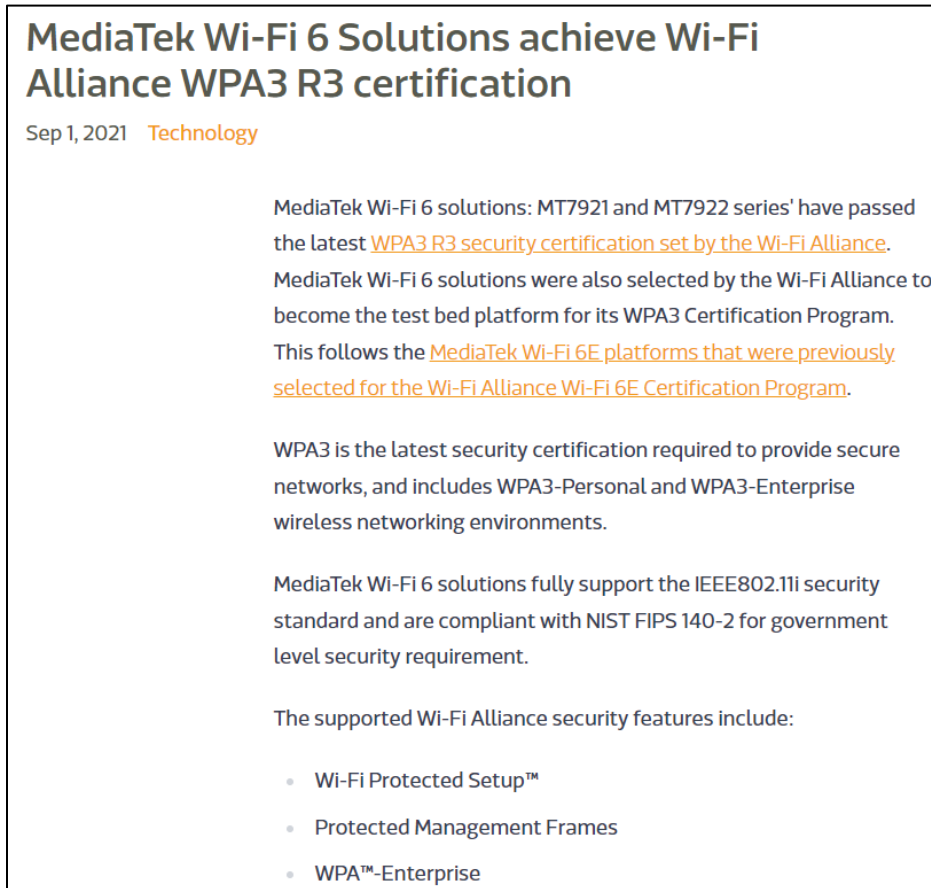 MediaTek Wi-Fi 6 Solutions achieve Wi-Fi
Alliance WPA3 R3 certification
Sep 1, 2021 Technology
MediaTek Wi-Fi 6 solutions: MT7921 and MT7922 series' have passed
the latest WPA3 R3 security certification set by the Wi-Fi Alliance.
MediaTek Wi-Fi 6 solutions were also selected by the Wi-Fi Alliance to
become the test bed platform for its WPA3 Certification Program.
This follows the MediaTek Wi-Fi 6E platforms that were previously
selected for the Wi-Fi Alliance Wi-Fi 6E Certification Program.
WPA3 is the latest security certification required to provide secure
networks, and includes WPA3-Personal and WPA3-Enterprise
wireless networking environments.
MediaTek Wi-Fi 6 solutions fully support the IEEE802.11i security
standard and are compliant with NIST FIPS 140-2 for government
level security requirement.
The supported Wi-Fi Alliance security features include:
• Wi-Fi Protected Setup™
• Protected Management Frames
• WPA™-Enterprise